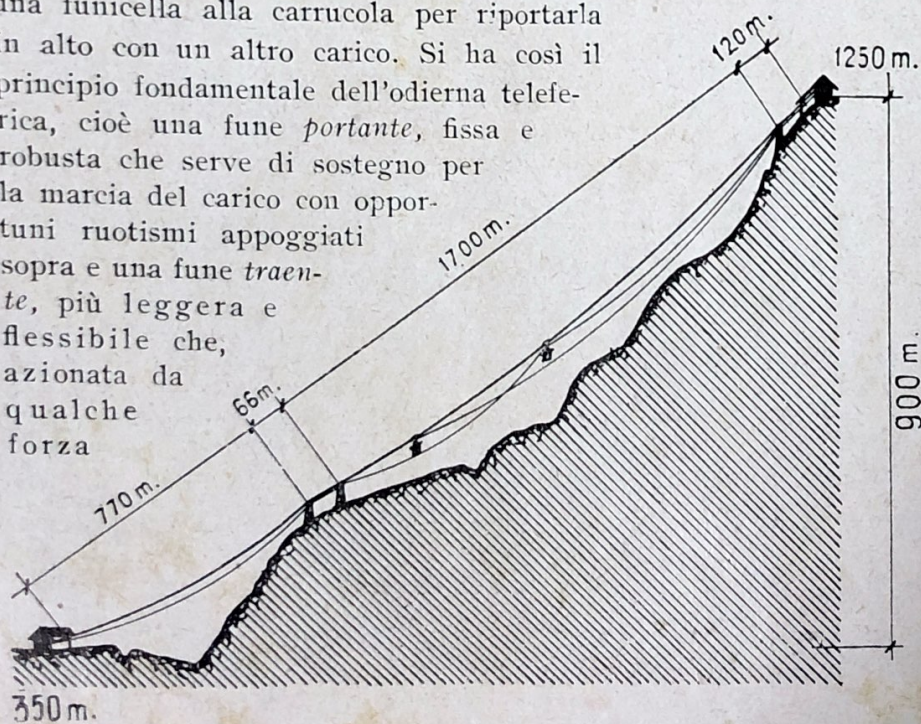 una funicella alla carrucola per riportarla
in alto con un altro carico. Si ha così il
principio fondamentale dell'odierna telefe-
rica, cioè una fune portante, fissa e
robusta che serve di sostegno per
la marcia del carico con oppor-
tuni ruotismi appoggiati
sopra e una fune traen-
te, più leggera e
flessibile che,
azionata da
qualche
forza
120 m.
1250 m.
1700 m.
66 m.
770 m.
900 m.
350 m.